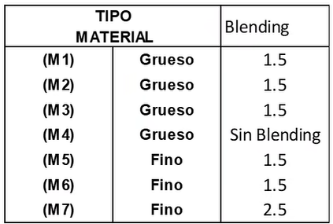 TIPO
MATERIAL Blending
(M1) Grueso 1.5
(M2) Grueso 1.5
(M3) Grueso 1.5
(M4) Grueso Sin Blending
(M5) Fino 1.5
(M6) Fino 1.5
(M7) Fino 2.5